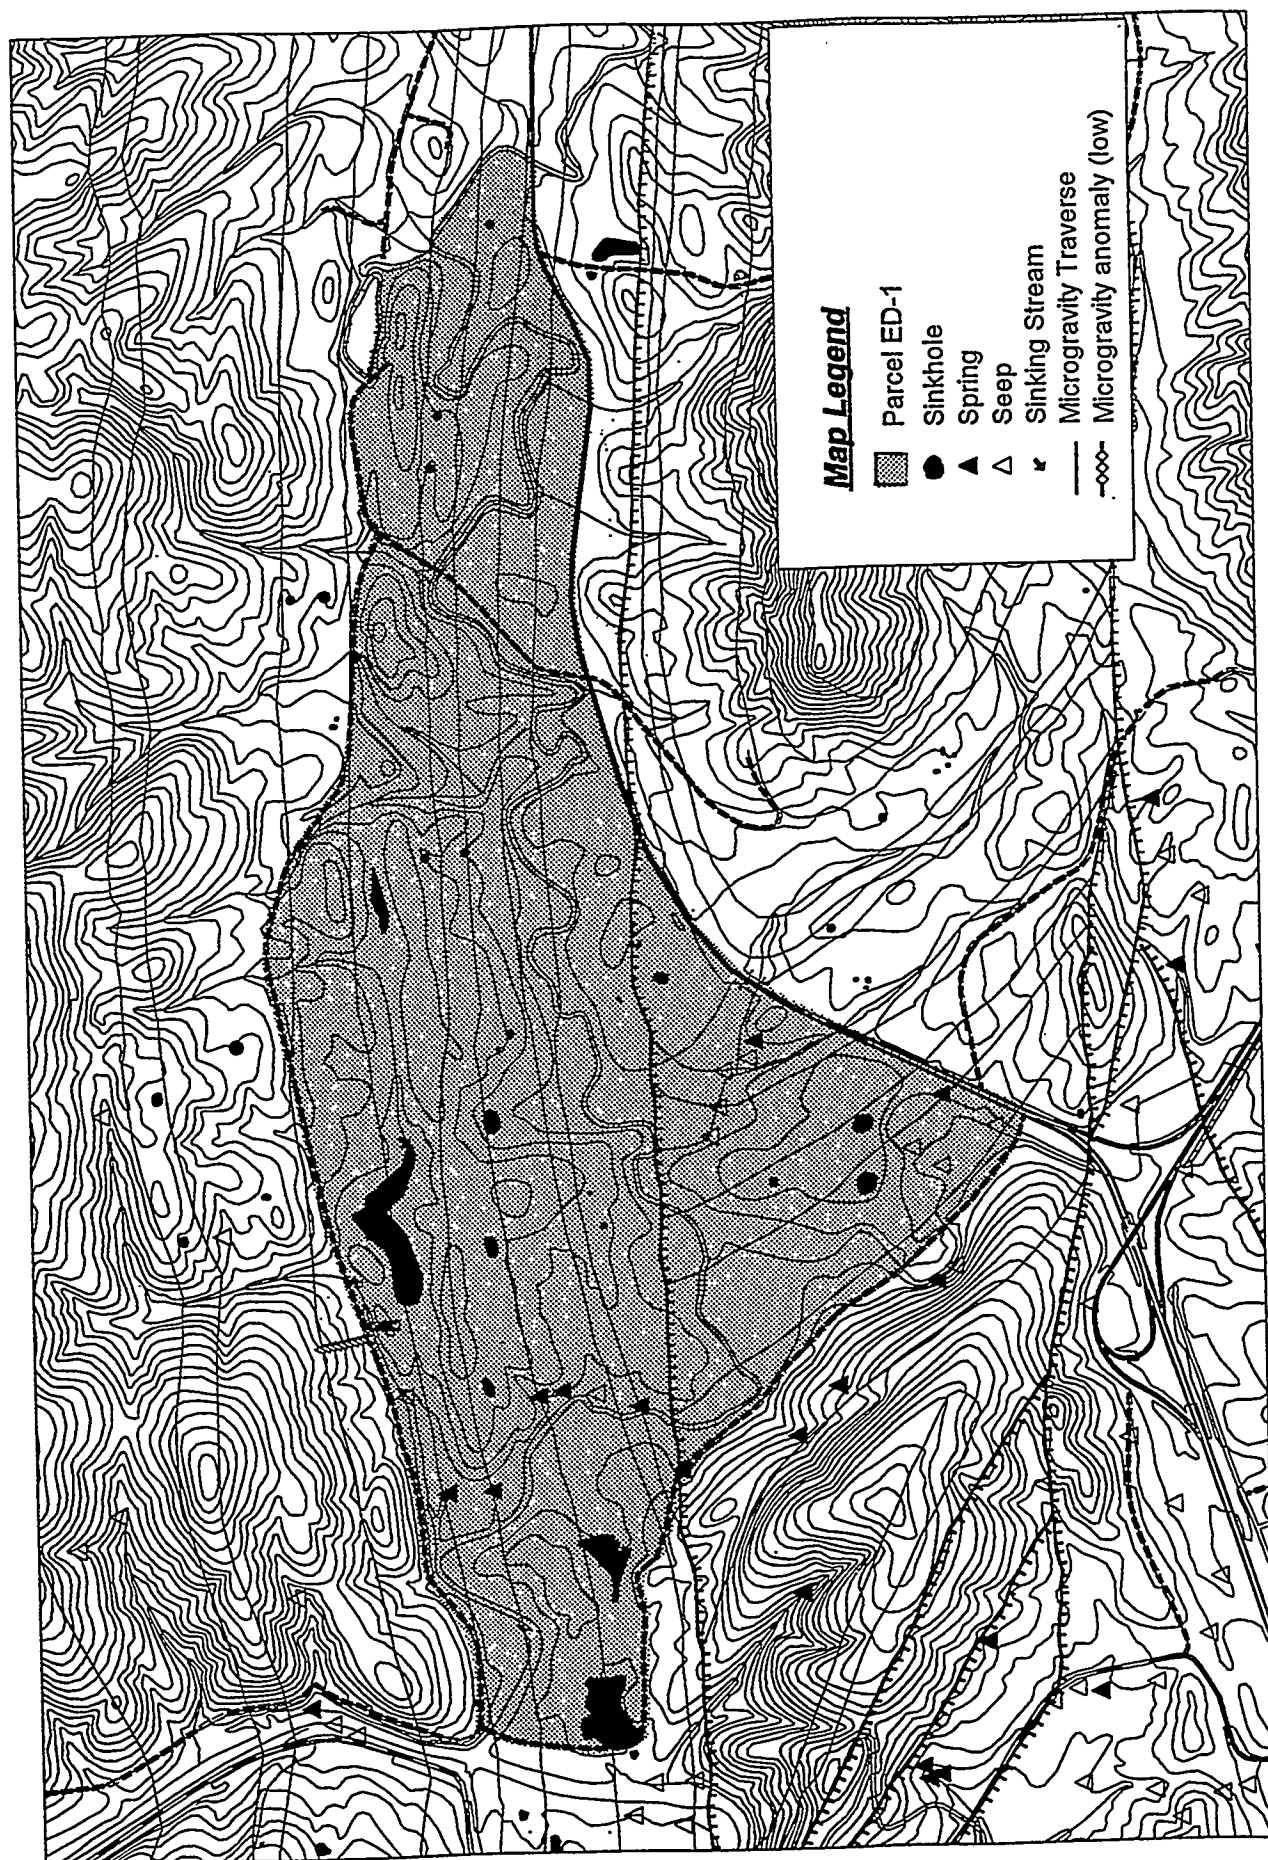 Map Legend
Parcel ED-1
Sinkhole
Spring
Seep
Sinking Stream
Microgravity Traverse
Microgravity anomaly (low)